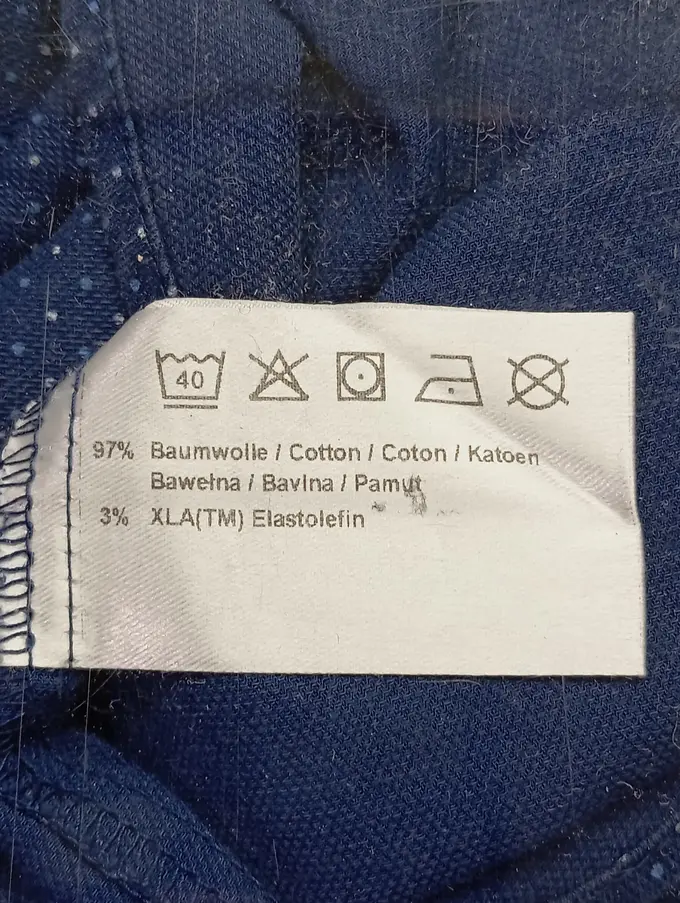 40
97% Baumwolle / Cotton / Coton / Katoen
Bawełna / Bavlna / Pamut
3% XLA(TM) Elastolefin